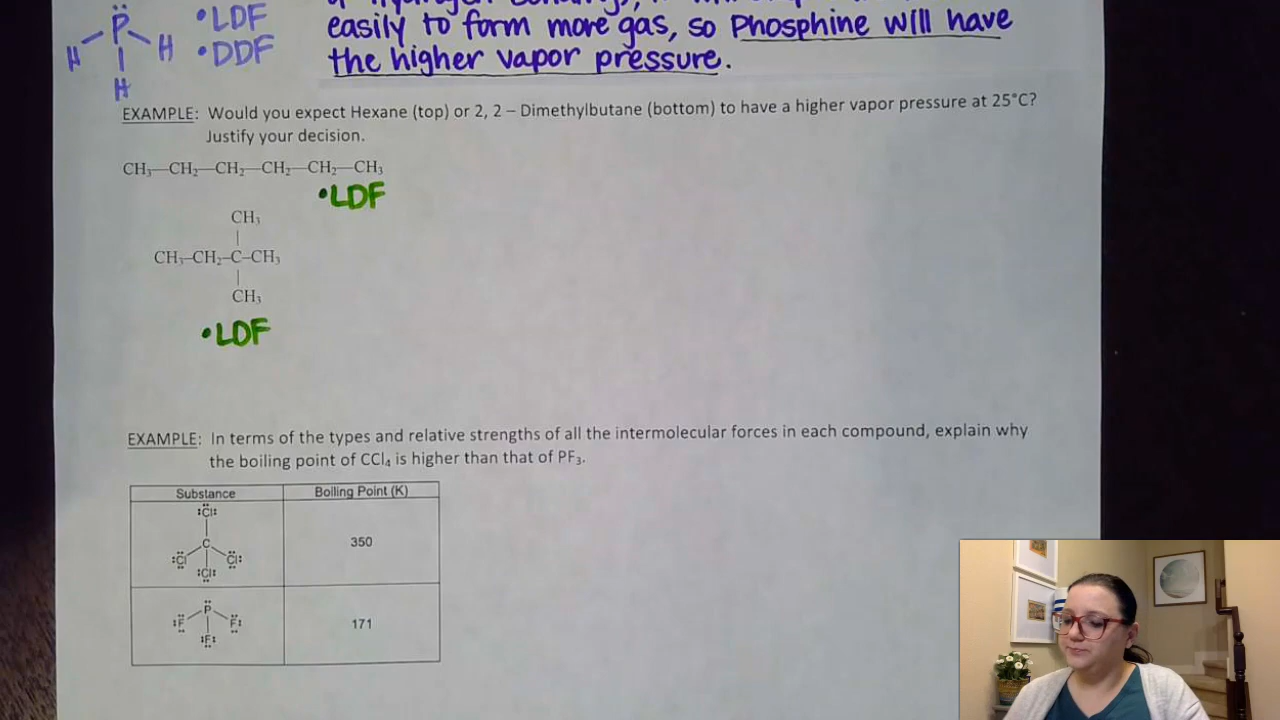 easily to form more gas, so Phosphine will have
the higher vapor pressure.
P
H H
H
•LDF
•DDF
EXAMPLE: Would you expect Hexane (top) or 2, 2 – Dimethylbutane (bottom) to have a higher vapor pressure at 25°C?
Justify your decision.
CH₃—CH₂—CH₂—CH₂—CH₂—CH₃
•LDF
CH₃
CH₃–CH₂–C–CH₃
CH₃
•LDF
EXAMPLE: In terms of the types and relative strengths of all the intermolecular forces in each compound, explain why
the boiling point of CCl₄ is higher than that of PF₃.
Substance Boiling Point (K)
:Cl:
C
:Cl Cl:
:Cl:
350
P
:F F:
:F:
171